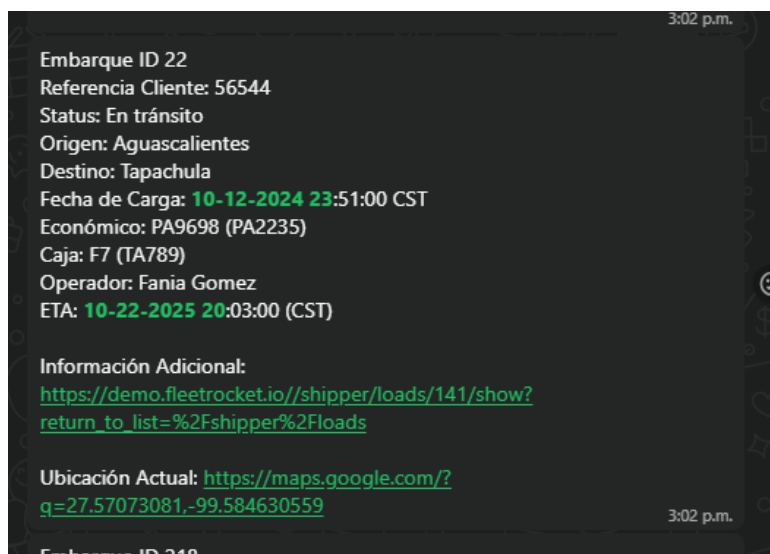 3:02 p.m.
Embarque ID 22
Referencia Cliente: 56544
Status: En tránsito
Origen: Aguascalientes
Destino: Tapachula
Fecha de Carga: 10-12-2024 23:51:00 CST
Económico: PA9698 (PA2235)
Caja: F7 (TA789)
Operador: Fania Gomez
ETA: 10-22-2025 20:03:00 (CST)
Información Adicional:
https://demo.fleetrocket.io//shipper/loads/141/show?
return_to_list=%2Fshipper%2Floads
Ubicación Actual: https://maps.google.com/?
q=27.57073081,-99.584630559
3:02 p.m.
Embarque ID 218